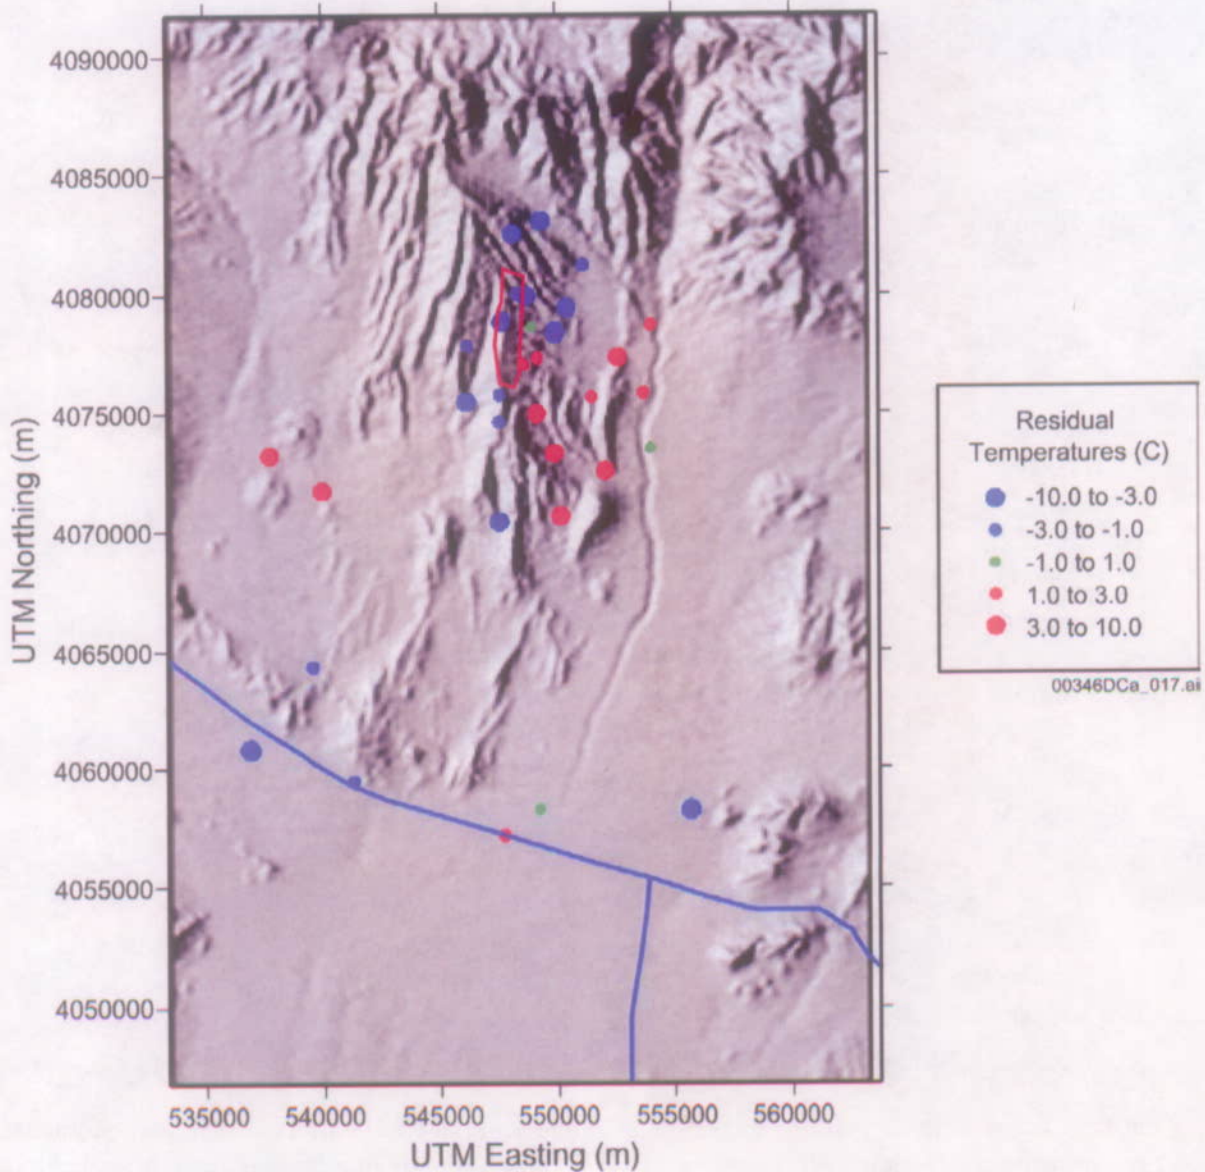 4090000
4085000
4080000
4075000
4070000
4065000
4060000
4055000
4050000
UTM Northing (m)
535000 540000 545000 550000 555000 560000
UTM Easting (m)
Residual
Temperatures (C)
-10.0 to -3.0
-3.0 to -1.0
-1.0 to 1.0
1.0 to 3.0
3.0 to 10.0
00346DCa_017.ai